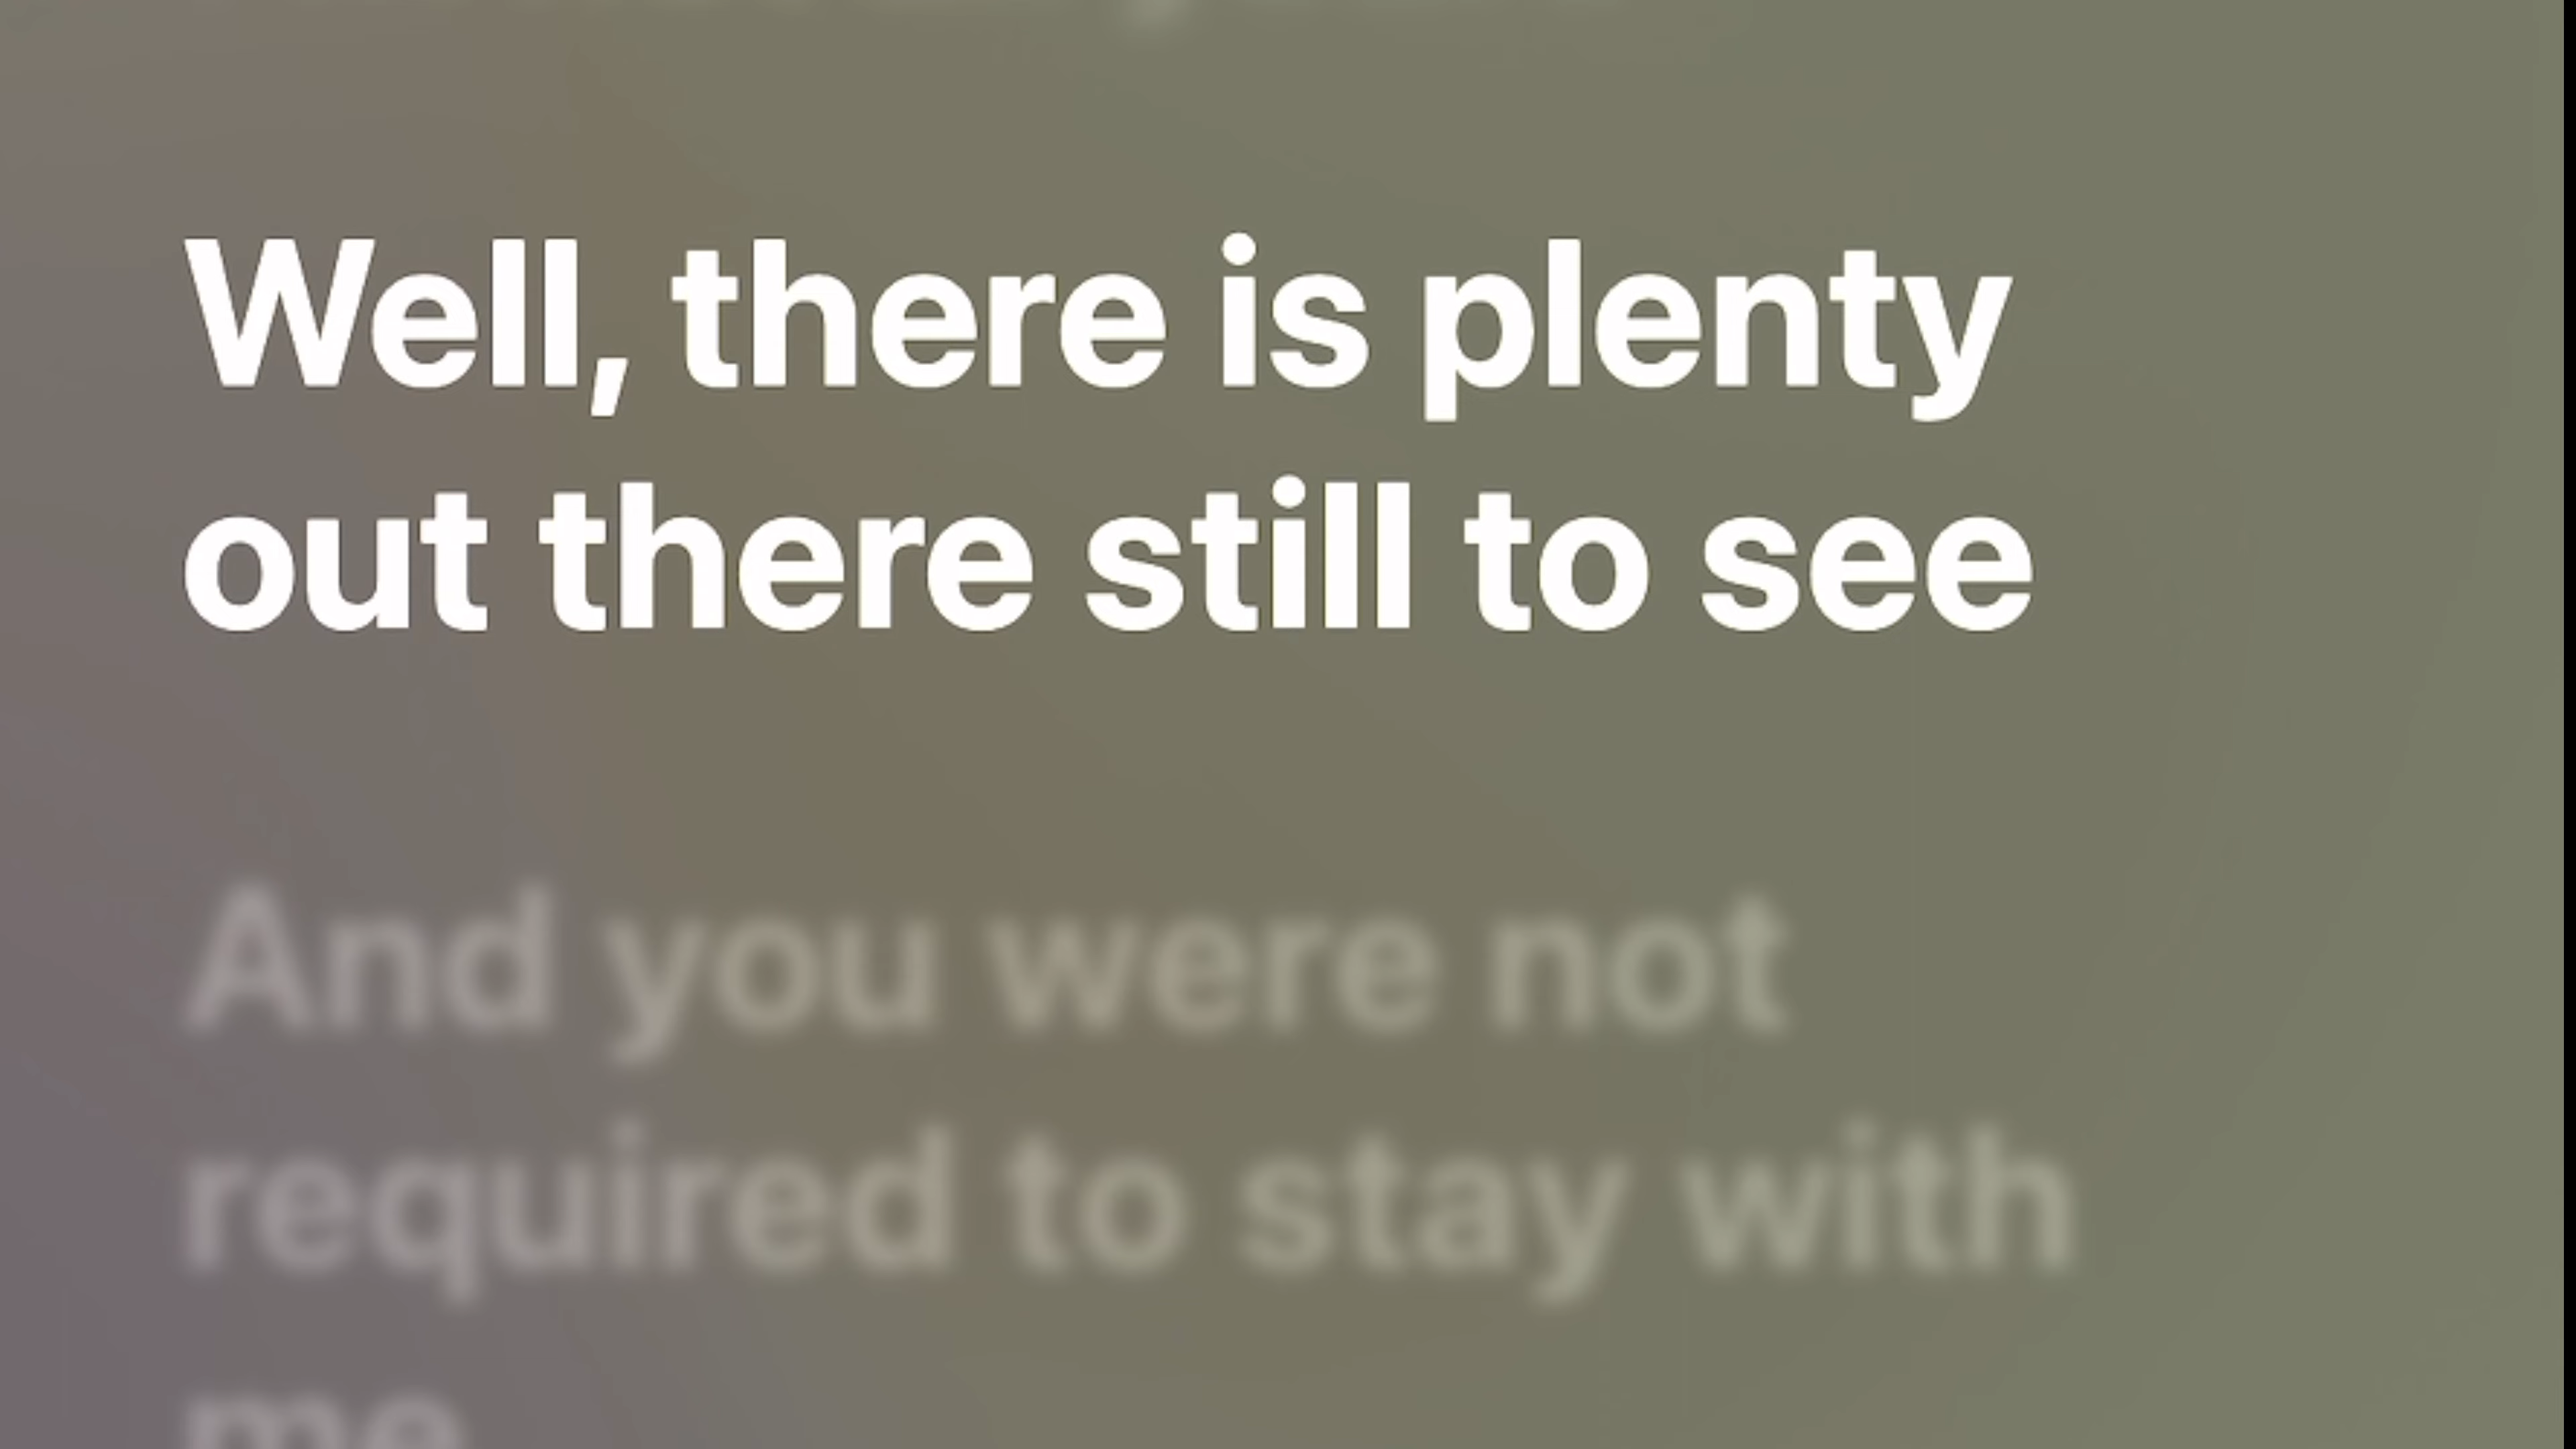 Well, there is plenty
out there still to see
And you were not
required to stay with
me